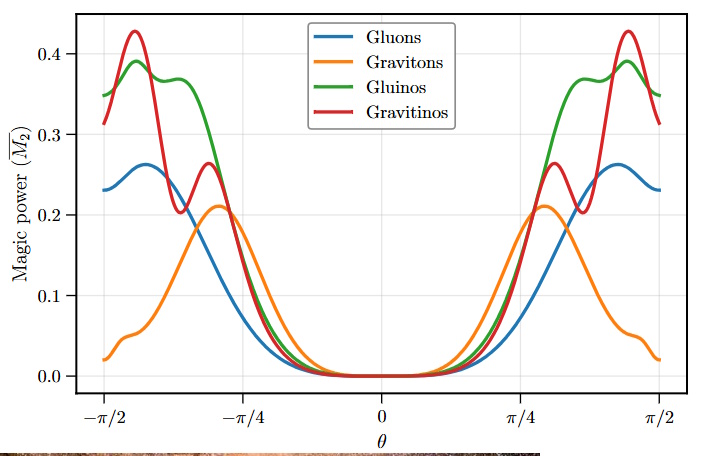 Gluons
Gravitons
Gluinos
Gravitinos
Magic power (M̅₂)
0.4
0.3
0.2
0.1
0.0
−π/2
−π/4
0
π/4
π/2
θ